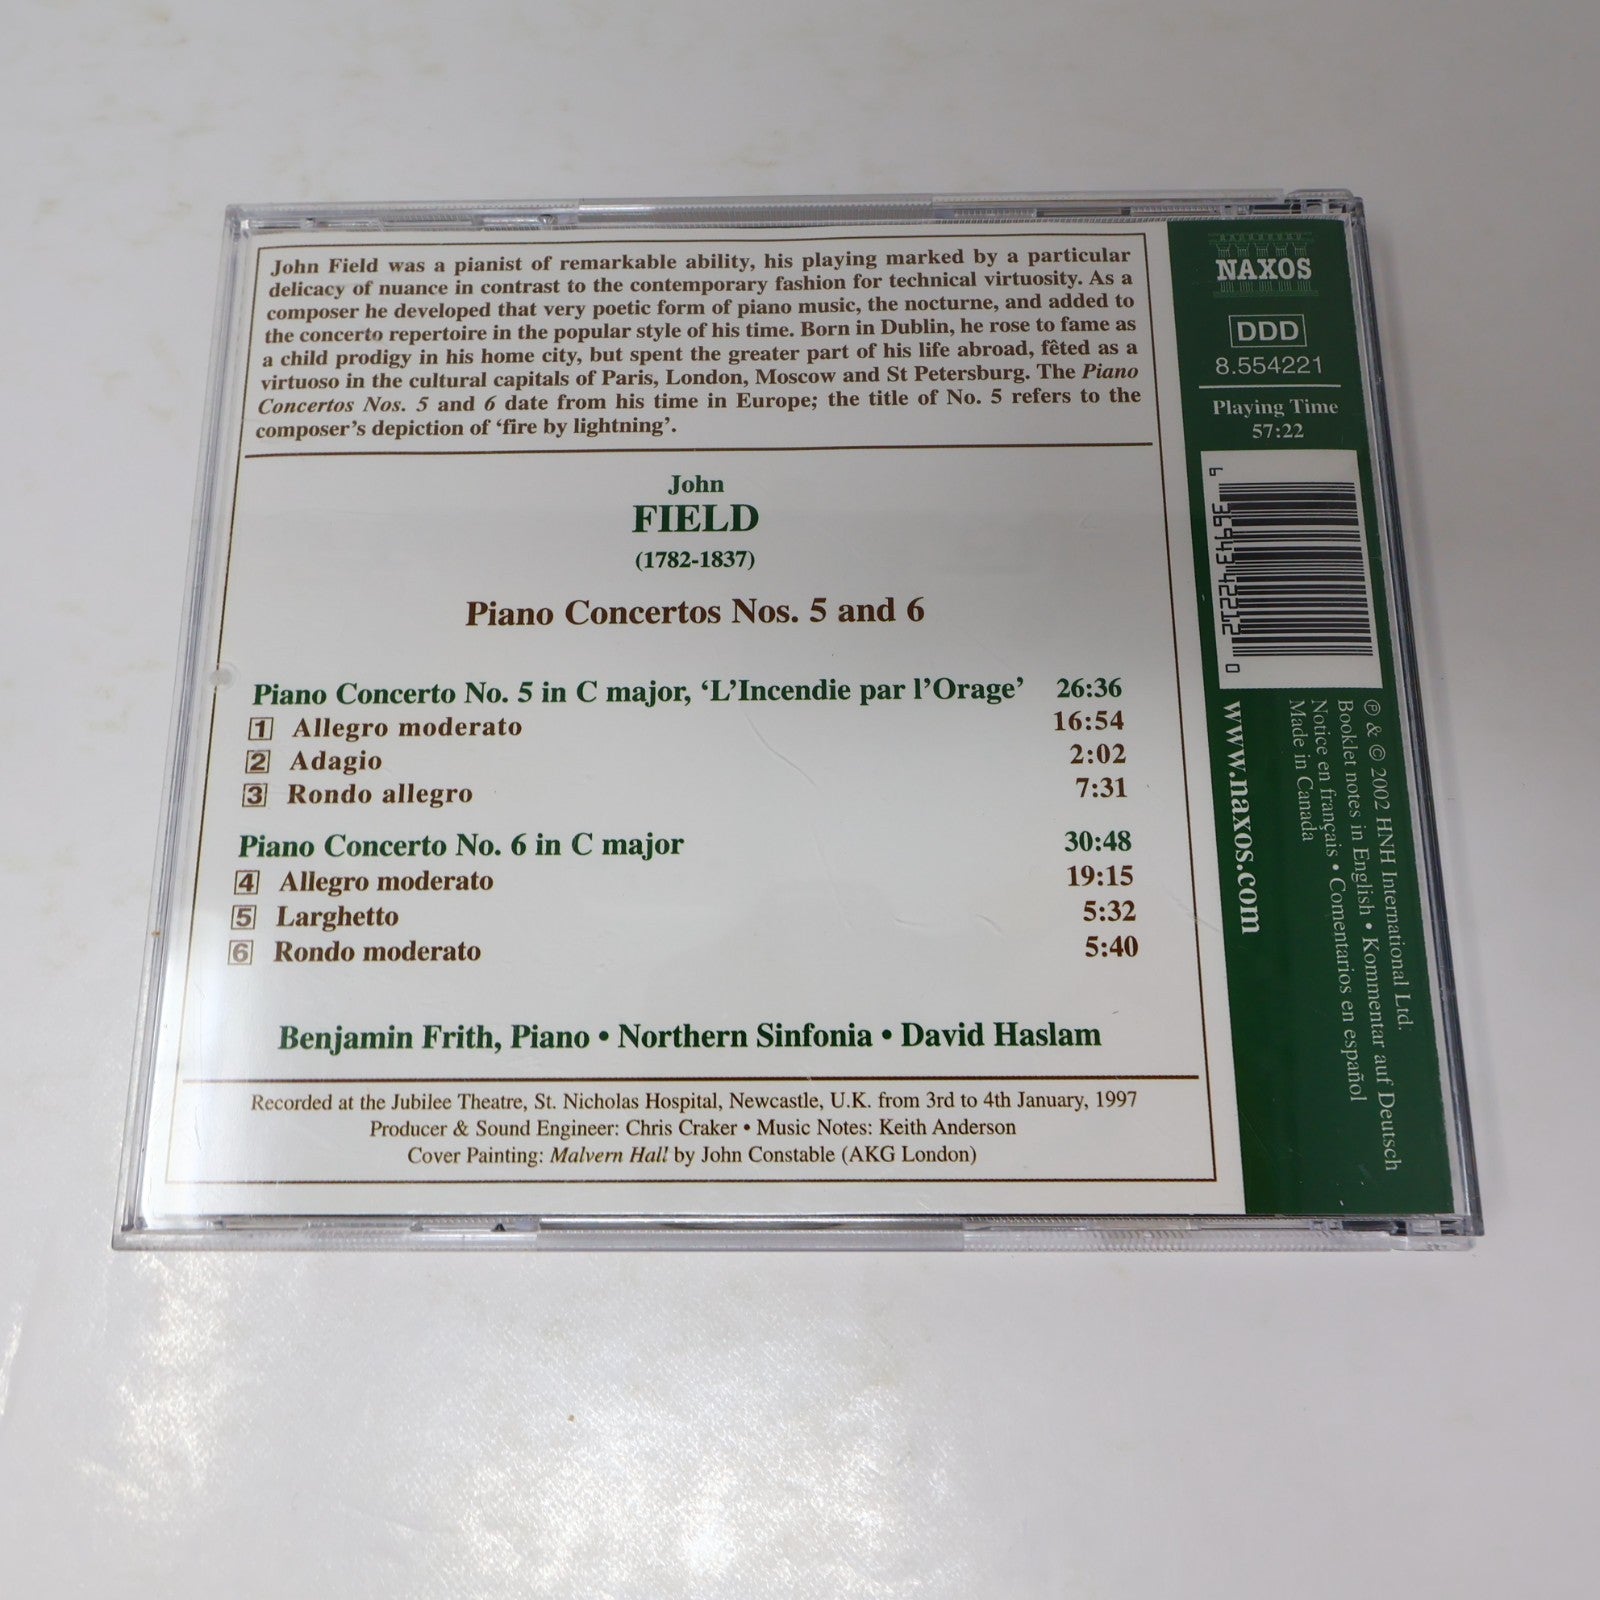 John Field was a pianist of remarkable ability, his playing marked by a particular
delicacy of nuance in contrast to the contemporary fashion for technical virtuosity. As a
composer he developed that very poetic form of piano music, the nocturne, and added to
the concerto repertoire in the popular style of his time. Born in Dublin, he rose to fame as
a child prodigy in his home city, but spent the greater part of his life abroad, fêted as a
virtuoso in the cultural capitals of Paris, London, Moscow and St Petersburg. The Piano
Concertos Nos. 5 and 6 date from his time in Europe; the title of No. 5 refers to the
composer's depiction of 'fire by lightning'.
John
FIELD
(1782-1837)
Piano Concertos Nos. 5 and 6
Piano Concerto No. 5 in C major, 'L'Incendie par l'Orage' 26:36
1 Allegro moderato 16:54
2 Adagio 2:02
3 Rondo allegro 7:31
Piano Concerto No. 6 in C major 30:48
4 Allegro moderato 19:15
5 Larghetto 5:32
6 Rondo moderato 5:40
Benjamin Frith, Piano • Northern Sinfonia • David Haslam
Recorded at the Jubilee Theatre, St. Nicholas Hospital, Newcastle, U.K. from 3rd to 4th January, 1997
Producer & Sound Engineer: Chris Craker • Music Notes: Keith Anderson
Cover Painting: Malvern Hall by John Constable (AKG London)
NAXOS
DDD
8.554221
Playing Time
57:22
6 36943 42212 0
℗ & © 2002 HNH International Ltd.
Booklet notes in English • Kommentar auf Deutsch
Notice en français • Comentarios en español
Made in Canada
www.naxos.com